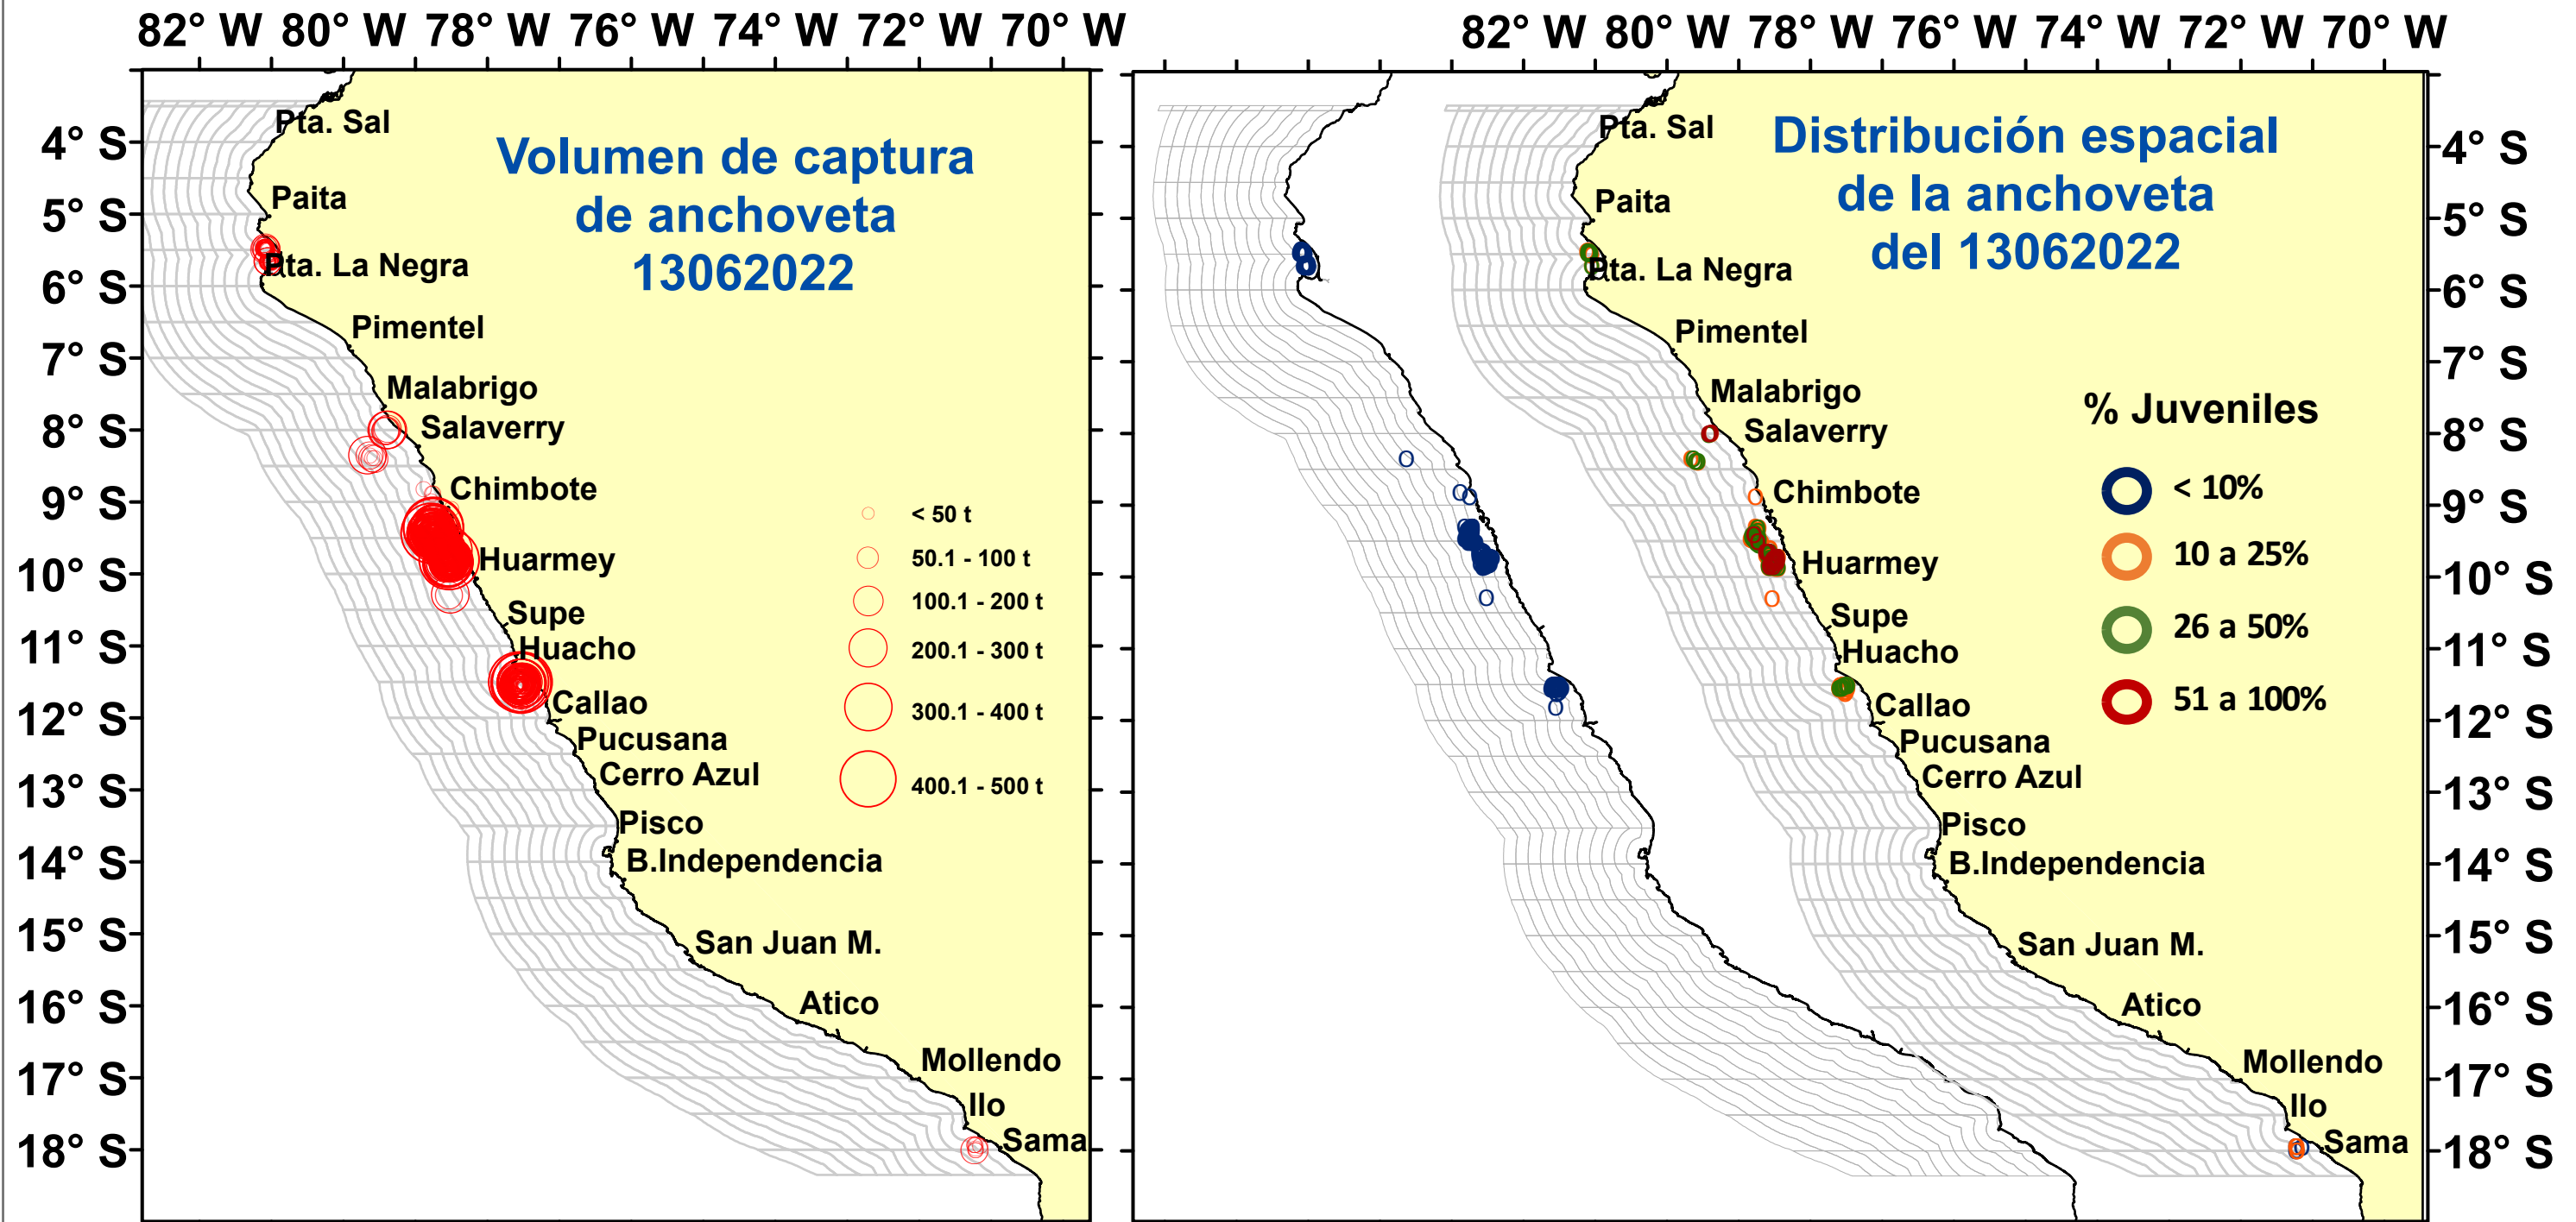 82° W 80° W 78° W 76° W 74° W 72° W 70° W
4° S
5° S
6° S
7° S
8° S
9° S
10° S
11° S
12° S
13° S
14° S
15° S
16° S
17° S
18° S
Volumen de captura
de anchoveta
13062022
Pta. Sal
Paita
Pta. La Negra
Pimentel
Malabrigo
Salaverry
Chimbote
Huarmey
Supe
Huacho
Callao
Pucusana
Cerro Azul
Pisco
B.Independencia
San Juan M.
Atico
Mollendo
Ilo
Sama
< 50 t
50.1 - 100 t
100.1 - 200 t
200.1 - 300 t
300.1 - 400 t
400.1 - 500 t
82° W 80° W 78° W 76° W 74° W 72° W 70° W
Distribución espacial
de la anchoveta
del 13062022
Pta. Sal
Paita
Pta. La Negra
Pimentel
Malabrigo
Salaverry
Chimbote
Huarmey
Supe
Huacho
Callao
Pucusana
Cerro Azul
Pisco
B.Independencia
San Juan M.
Atico
Mollendo
Ilo
Sama
% Juveniles
< 10%
10 a 25%
26 a 50%
51 a 100%
4° S
5° S
6° S
7° S
8° S
9° S
10° S
11° S
12° S
13° S
14° S
15° S
16° S
17° S
18° S